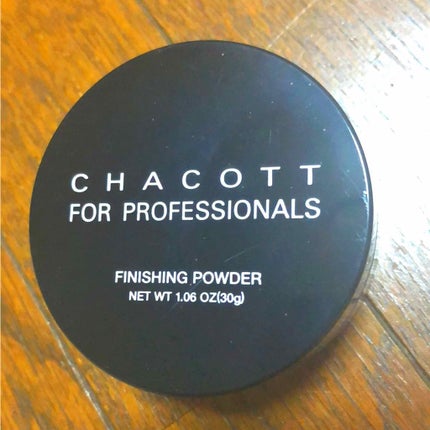 CHACOTT
FOR PROFESSIONALS
FINISHING POWDER
NET WT 1.06 OZ(30g)